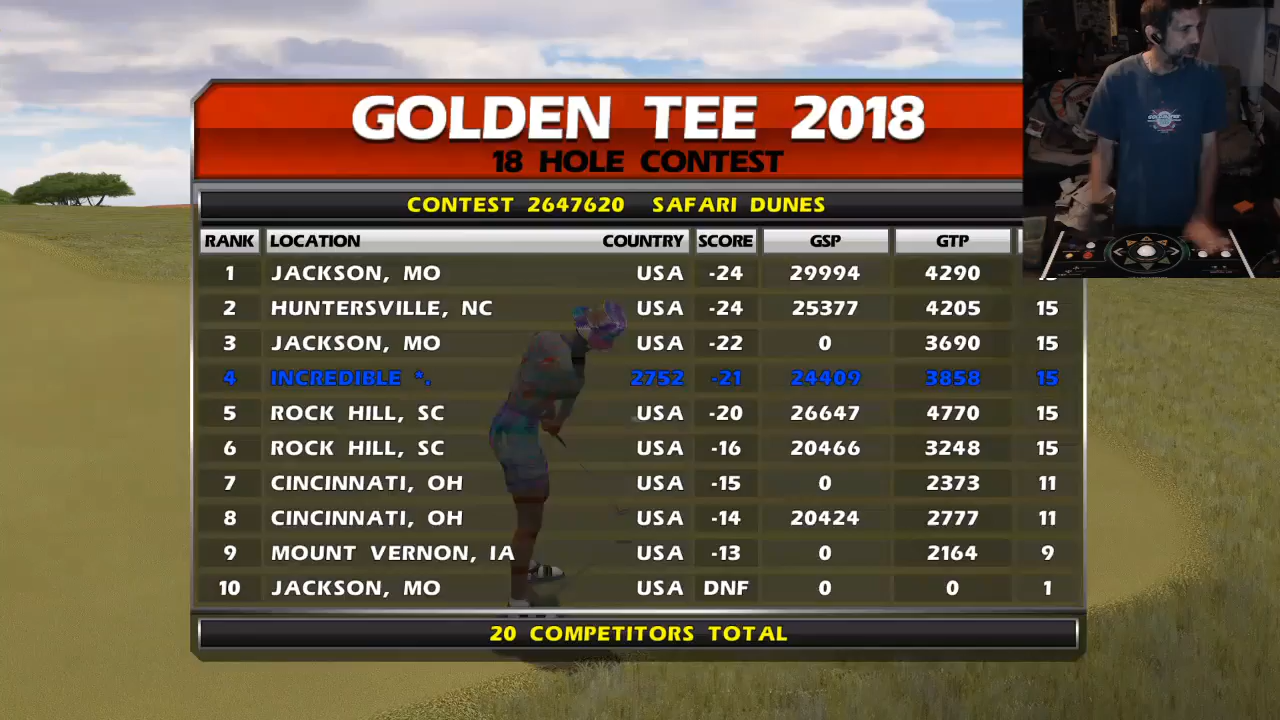 GOLDEN TEE 2018
18 HOLE CONTEST
CONTEST 2647620 SAFARI DUNES
RANK LOCATION COUNTRY SCORE GSP GTP
1 JACKSON, MO USA -24 29994 4290
2 HUNTERSVILLE, NC USA -24 25377 4205 15
3 JACKSON, MO USA -22 0 3690 15
4 INCREDIBLE *. 2752 -21 24409 3858 15
5 ROCK HILL, SC USA -20 26647 4770 15
6 ROCK HILL, SC USA -16 20466 3248 15
7 CINCINNATI, OH USA -15 0 2373 11
8 CINCINNATI, OH USA -14 20424 2777 11
9 MOUNT VERNON, IA USA -13 0 2164 9
10 JACKSON, MO USA DNF 0 0 1
20 COMPETITORS TOTAL